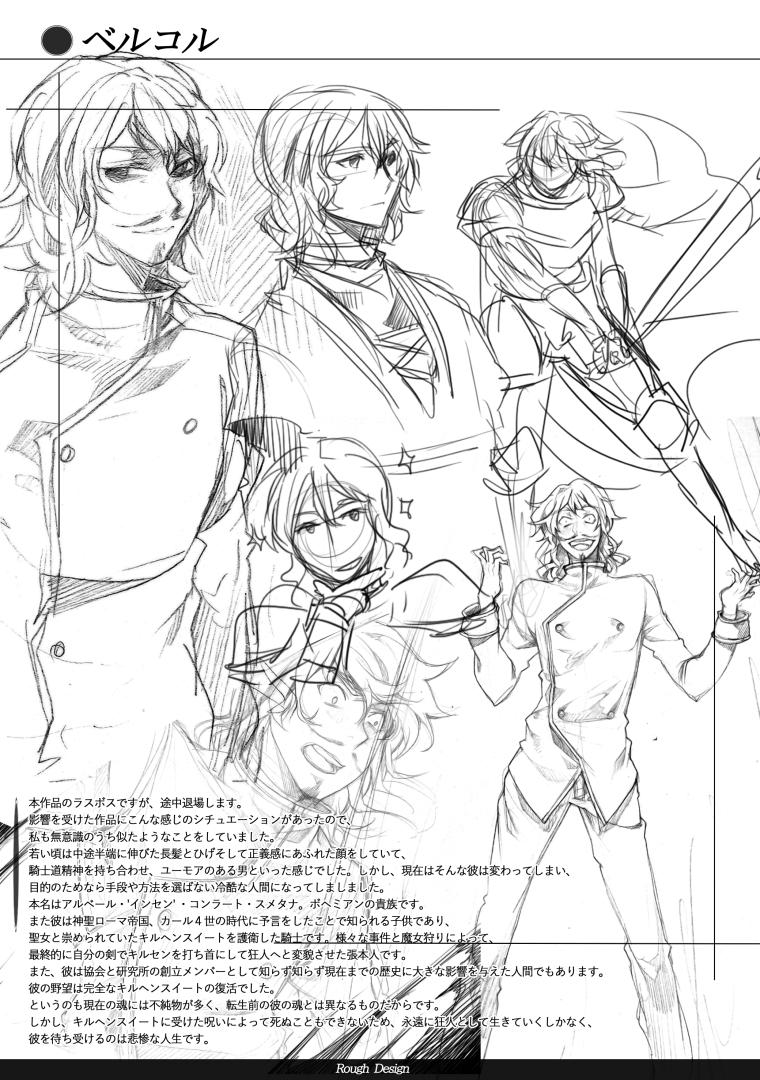 ベルコル
本作品のラスボスですが、途中退場します。
影響を受けた作品にこんな感じのシチュエーションがあったので、
私も無意識のうち似たようなことをしていました。
若い頃は中途半端に伸びた長髪とひげそして正義感にあふれた顔をしていて、
騎士道精神を持ち合わせ、ユーモアのある男といった感じでした。しかし、現在はそんな彼は変わってしまい、
目的のためなら手段や方法を選ばない冷酷な人間になってしましました。
本名はアルベール・'インセン'・コンラート・スメタナ。ボヘミアンの貴族です。
また彼は神聖ローマ帝国、カール4世の時代に予言をしたことで知られる子供であり、
聖女と崇められていたキルヘンスイートを護衛した騎士です。様々な事件と魔女狩りによって、
最終的に自分の剣でキルセンを打ち首にして狂人へと変貌させた張本人です。
また、彼は協会と研究所の創立メンバーとして知らず知らず現在までの歴史に大きな影響を与えた人間でもあります。
彼の野望は完全なキルヘンスイートの復活でした。
というのも現在の魂には不純物が多く、転生前の彼の魂とは異なるものだからです。
しかし、キルヘンスイートに受けた呪いによって死ぬこともできないため、永遠に狂人として生きていくしかなく、
彼を待ち受けるのは悲惨な人生です。
Rough Design